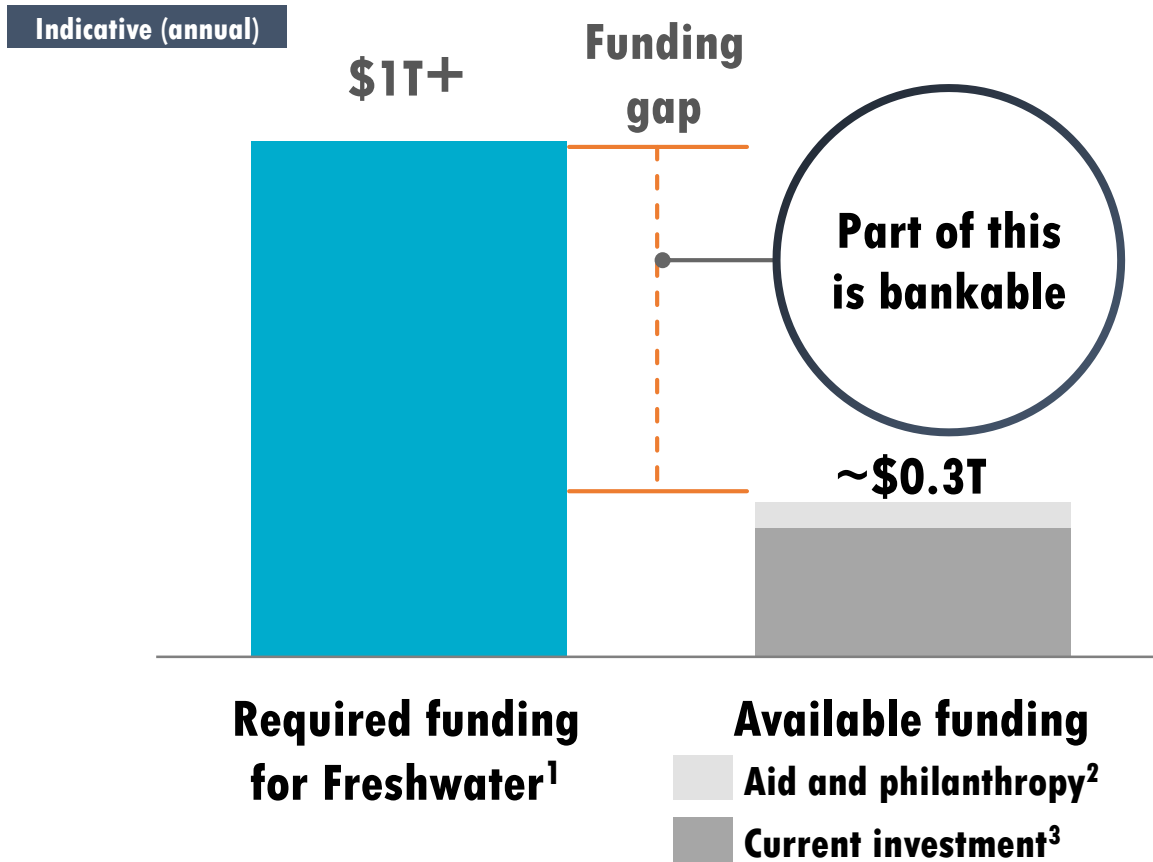 Indicative (annual)
$1T+
Funding
gap
Part of this
is bankable
~$0.3T
Required funding
for Freshwater¹
Available funding
Aid and philanthropy²
Current investment³